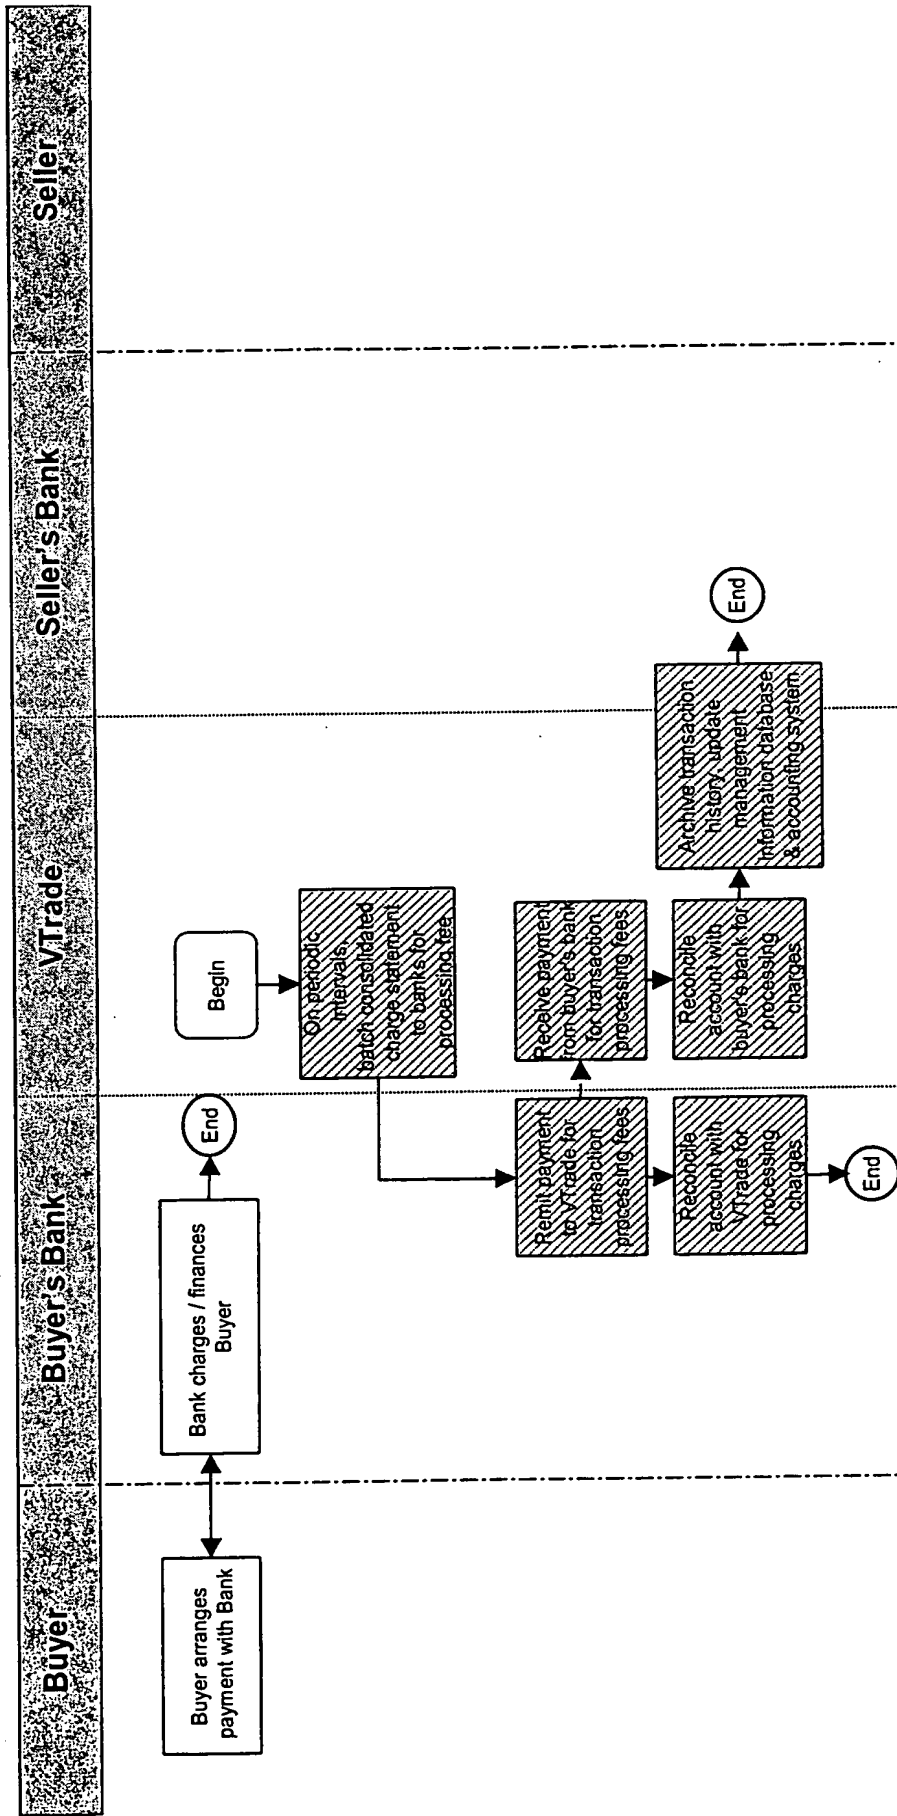 Buyer
Buyer's Bank
VTrade
Seller's Bank
Seller
Buyer arranges
payment with Bank
Bank charges / finances
Buyer
End
Begin
On periodic
intervals,
batch consolidated
charge statement
to banks for
processing fee
Remit payment
to VTrade for
transaction
processing fees
Receive payment
from buyer's bank
for transaction
processing fees
Reconcile
account with
VTrade for
processing
charges
Reconcile
account with
buyer's bank for
processing
charges
Archive transaction
history, update
management
information database
& accounting system
End
End